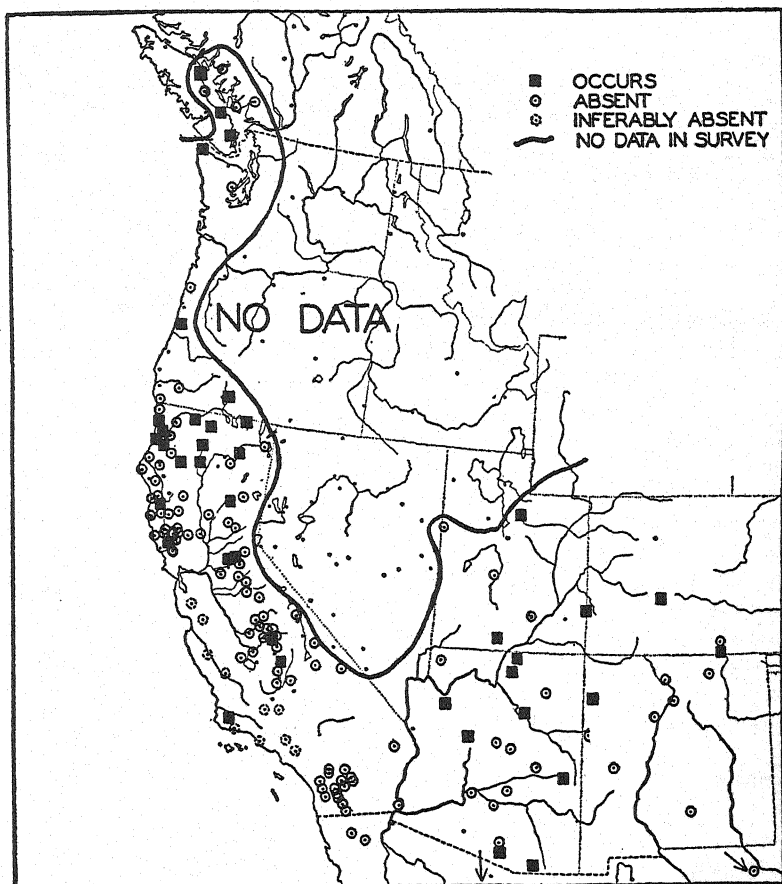 OCCURS
ABSENT
INFERABLY ABSENT
NO DATA IN SURVEY
NO DATA